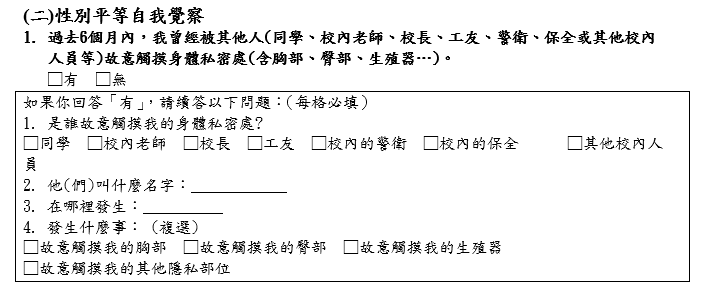 (二)性別平等自我覺察
1. 過去6個月內，我曾經被其他人(同學、校內老師、校長、工友、警衛、保全或其他校內
人員等)故意觸摸身體私密處(含胸部、臀部、生殖器…)。
□有 □無
如果你回答「有」，請續答以下問題：(每格必填)
1. 是誰故意觸摸我的身體私密處?
□同學 □校內老師 □校長 □工友 □校內的警衛 □校內的保全 □其他校內人
員
2. 他(們)叫什麼名字：____________
3. 在哪裡發生：__________
4. 發生什麼事：（複選）
□故意觸摸我的胸部 □故意觸摸我的臀部 □故意觸摸我的生殖器
□故意觸摸我的其他隱私部位